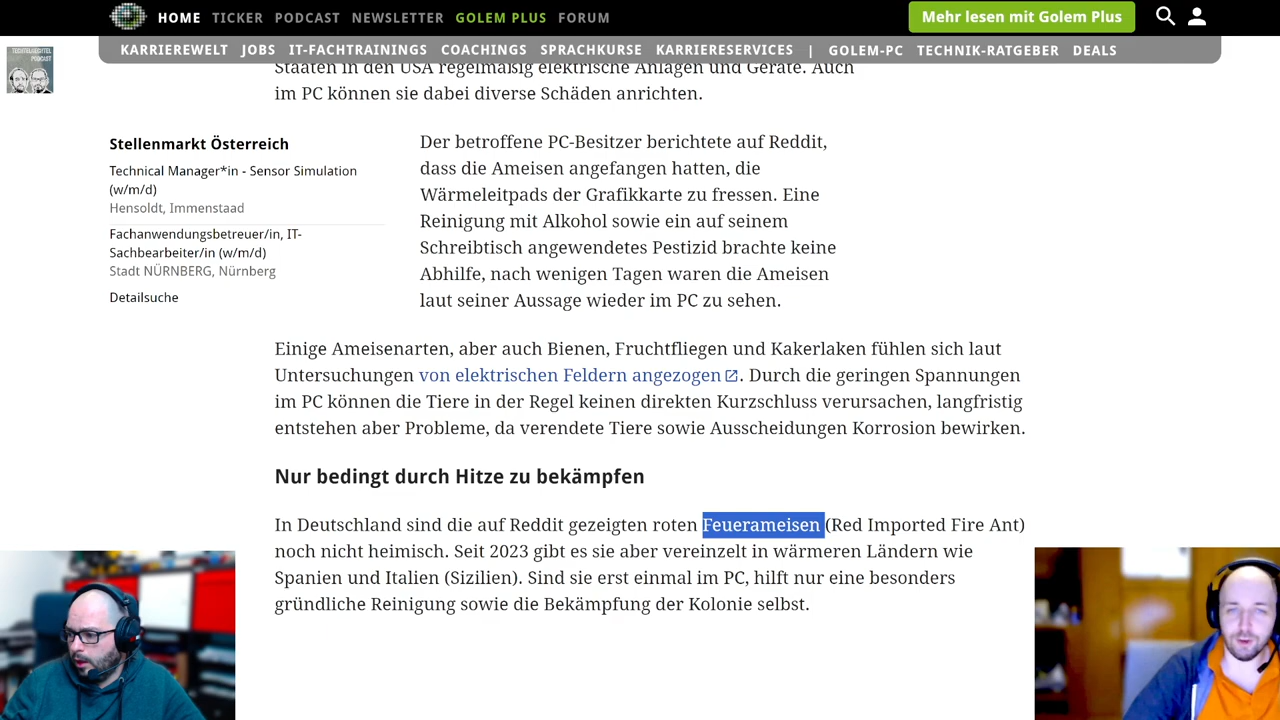 HOME TICKER PODCAST NEWSLETTER GOLEM PLUS FORUM
Mehr lesen mit Golem Plus
KARRIEREWELT JOBS IT-FACHTRAININGS COACHINGS SPRACHKURSE KARRIERESERVICES | GOLEM-PC TECHNIK-RATGEBER DEALS
PODCAST
Staaten in den USA regelmäßig elektrische Anlagen und Geräte. Auch
im PC können sie dabei diverse Schäden anrichten.
Stellenmarkt Österreich
Technical Manager*in - Sensor Simulation
(w/m/d)
Hensoldt, Immenstaad
Fachanwendungsbetreuer/in, IT-
Sachbearbeiter/in (w/m/d)
Stadt NÜRNBERG, Nürnberg
Detailsuche
Der betroffene PC-Besitzer berichtete auf Reddit,
dass die Ameisen angefangen hatten, die
Wärmeleitpads der Grafikkarte zu fressen. Eine
Reinigung mit Alkohol sowie ein auf seinem
Schreibtisch angewendetes Pestizid brachte keine
Abhilfe, nach wenigen Tagen waren die Ameisen
laut seiner Aussage wieder im PC zu sehen.
Einige Ameisenarten, aber auch Bienen, Fruchtfliegen und Kakerlaken fühlen sich laut
Untersuchungen von elektrischen Feldern angezogen. Durch die geringen Spannungen
im PC können die Tiere in der Regel keinen direkten Kurzschluss verursachen, langfristig
entstehen aber Probleme, da verendete Tiere sowie Ausscheidungen Korrosion bewirken.
Nur bedingt durch Hitze zu bekämpfen
In Deutschland sind die auf Reddit gezeigten roten Feuerameisen (Red Imported Fire Ant)
noch nicht heimisch. Seit 2023 gibt es sie aber vereinzelt in wärmeren Ländern wie
Spanien und Italien (Sizilien). Sind sie erst einmal im PC, hilft nur eine besonders
gründliche Reinigung sowie die Bekämpfung der Kolonie selbst.